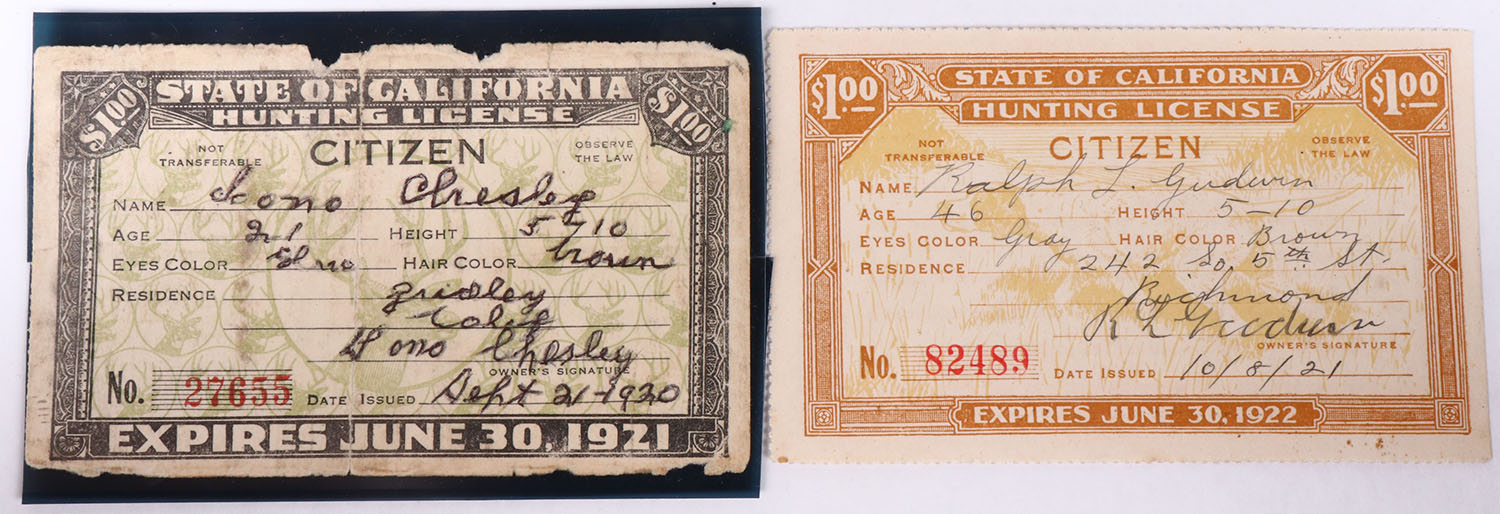 $1.00 STATE OF CALIFORNIA $1.00
HUNTING LICENSE
NOT TRANSFERABLE
CITIZEN
OBSERVE THE LAW
NAME Chesley
AGE 21 HEIGHT 5-10
EYES COLOR HAIR COLOR brown
RESIDENCE Gridley
Calif
Chesley
OWNER'S SIGNATURE
No. 27655 DATE ISSUED Sept 21-1920
EXPIRES JUNE 30, 1921
$1.00 STATE OF CALIFORNIA $1.00
HUNTING LICENSE
NOT TRANSFERABLE
CITIZEN
OBSERVE THE LAW
NAME Ralph L. Goodwin
AGE 46 HEIGHT 5-10
EYES COLOR Gray HAIR COLOR Brown
RESIDENCE 242 So. 5th St.
Richmond
R L Goodwin
OWNER'S SIGNATURE
No. 82489 DATE ISSUED 10/8/21
EXPIRES JUNE 30, 1922